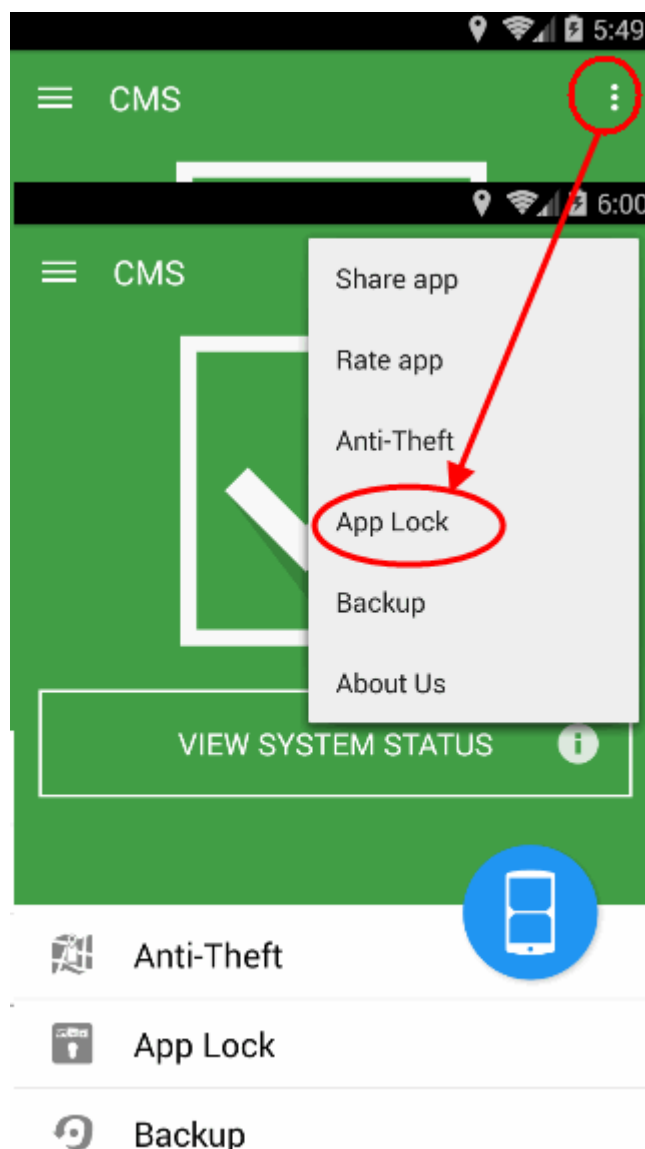 5:49
CMS
6:00
CMS
Share app
Rate app
Anti-Theft
App Lock
Backup
About Us
VIEW SYSTEM STATUS
Anti-Theft
App Lock
Backup